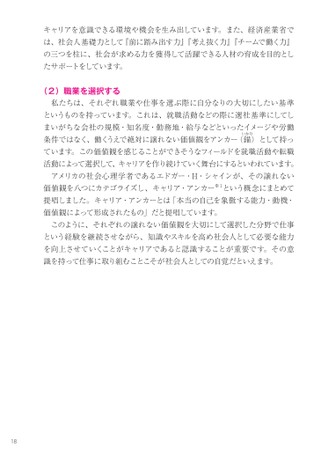 キャリアを意識できる環境や機会を生み出しています。また、経済産業省で
は、社会人基礎力として『前に踏み出す力』『考え抜く力』『チームで働く力』
の三つを柱に、社会が求める力を獲得して活躍できる人材の育成を目的とし
たサポートをしています。
(2)職業を選択する
私たちは、それぞれ職業や仕事を選ぶ際に自分なりの大切にしたい基準
というものを持っています。これは、就職活動などの際に選社基準にしてし
まいがちな会社の規模・知名度・勤務地・給与などといったイメージや労働
条件ではなく、働くうえで絶対に譲れない価値観をアンカー(錨)として持っ
ています。この価値観を感じることができそうなフィールドを就職活動や転職
活動によって選択して、キャリアを作り続けていく舞台にするといわれています。
アメリカの社会心理学者であるエドガー・H・シャインが、その譲れない
価値観を八つにカテゴライズし、キャリア・アンカー※1という概念にまとめて
提唱しました。キャリア・アンカーとは「本当の自己を象徴する能力・動機・
価値観によって形成されたもの」だと提唱しています。
このように、それぞれの譲れない価値観を大切にして選択した分野で仕事
という経験を継続させながら、知識やスキルを高め社会人として必要な能力
を向上させていくことがキャリアであると認識することが重要です。その意
識を持って仕事に取り組むことこそが社会人としての自覚だといえます。
18